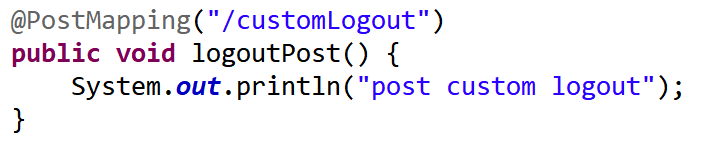 @PostMapping("/customLogout")
public void logoutPost() {
    System.out.println("post custom logout");
}